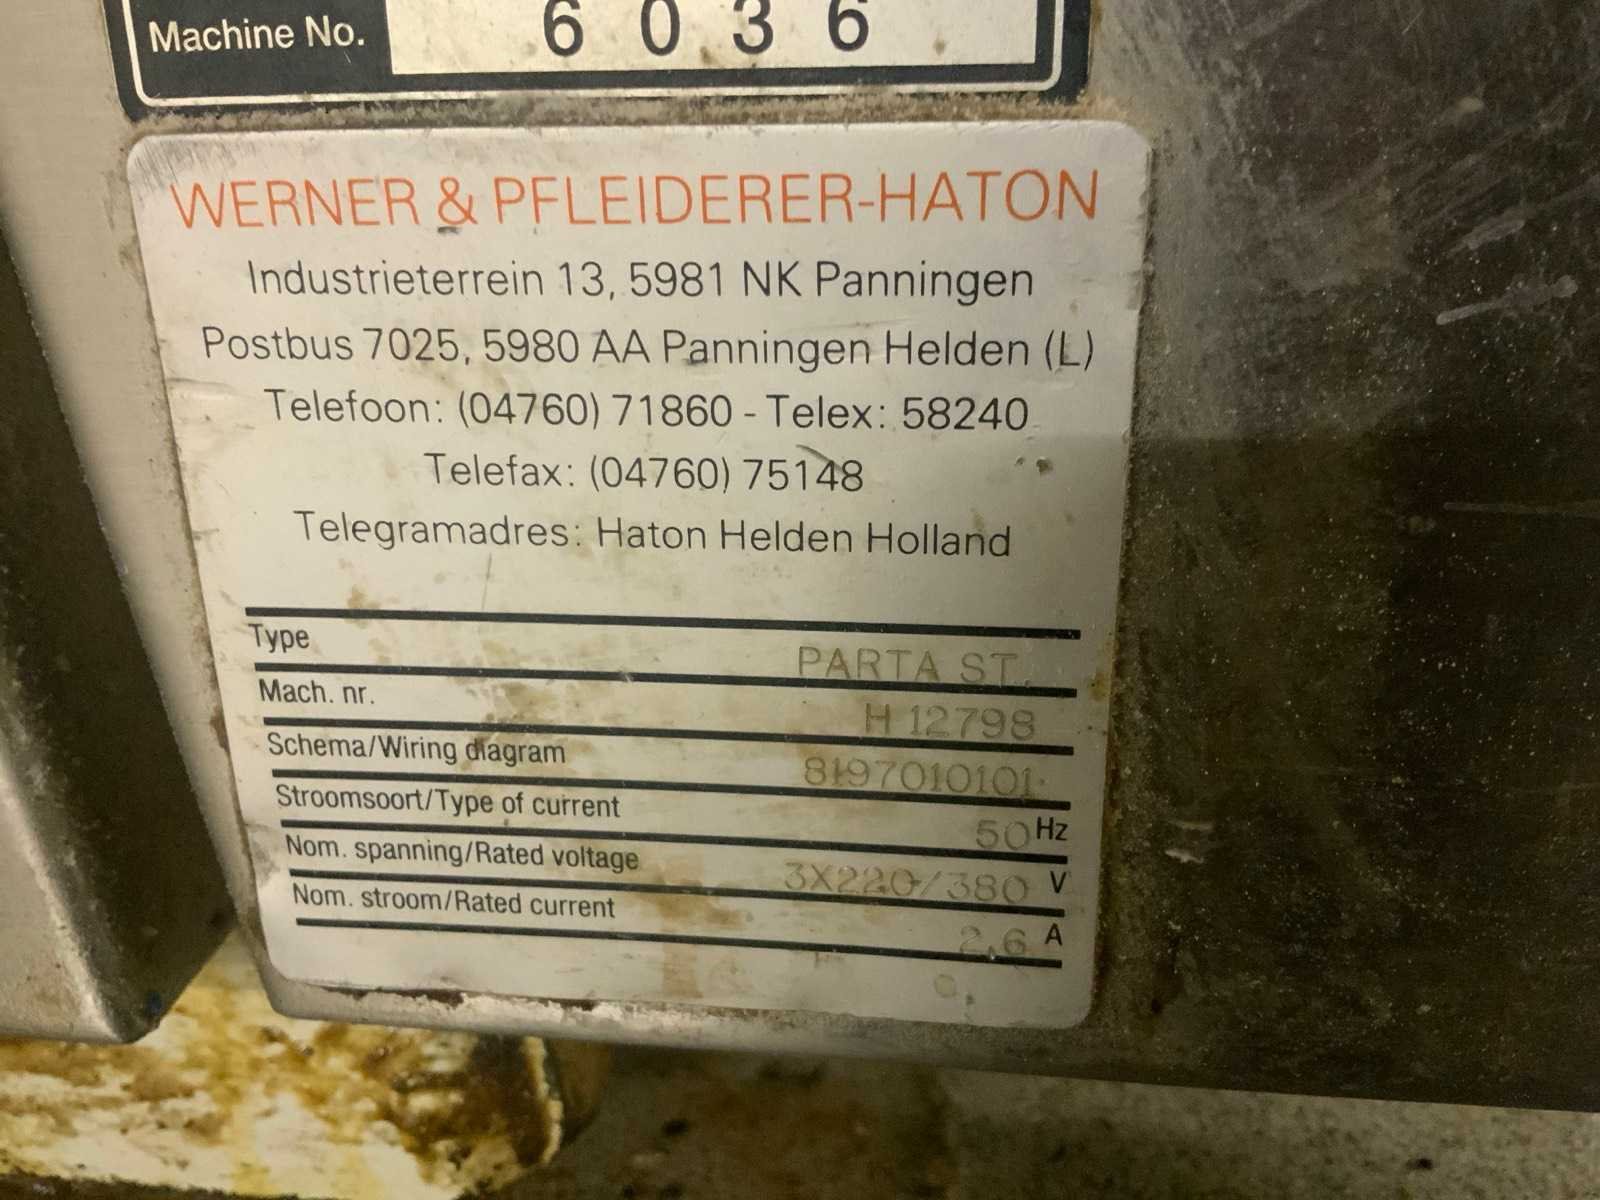 Machine No. 6036
WERNER & PFLEIDERER-HATON
Industrieterrein 13, 5981 NK Panningen
Postbus 7025, 5980 AA Panningen Helden (L)
Telefoon: (04760) 71860 - Telex: 58240
Telefax: (04760) 75148
Telegramadres: Haton Helden Holland
Type PARTA ST.
Mach. nr. H 12798
Schema/Wiring diagram 8197010101
Stroomsoort/Type of current 50 Hz
Nom. spanning/Rated voltage 3X220/380 V
Nom. stroom/Rated current 2,6 A